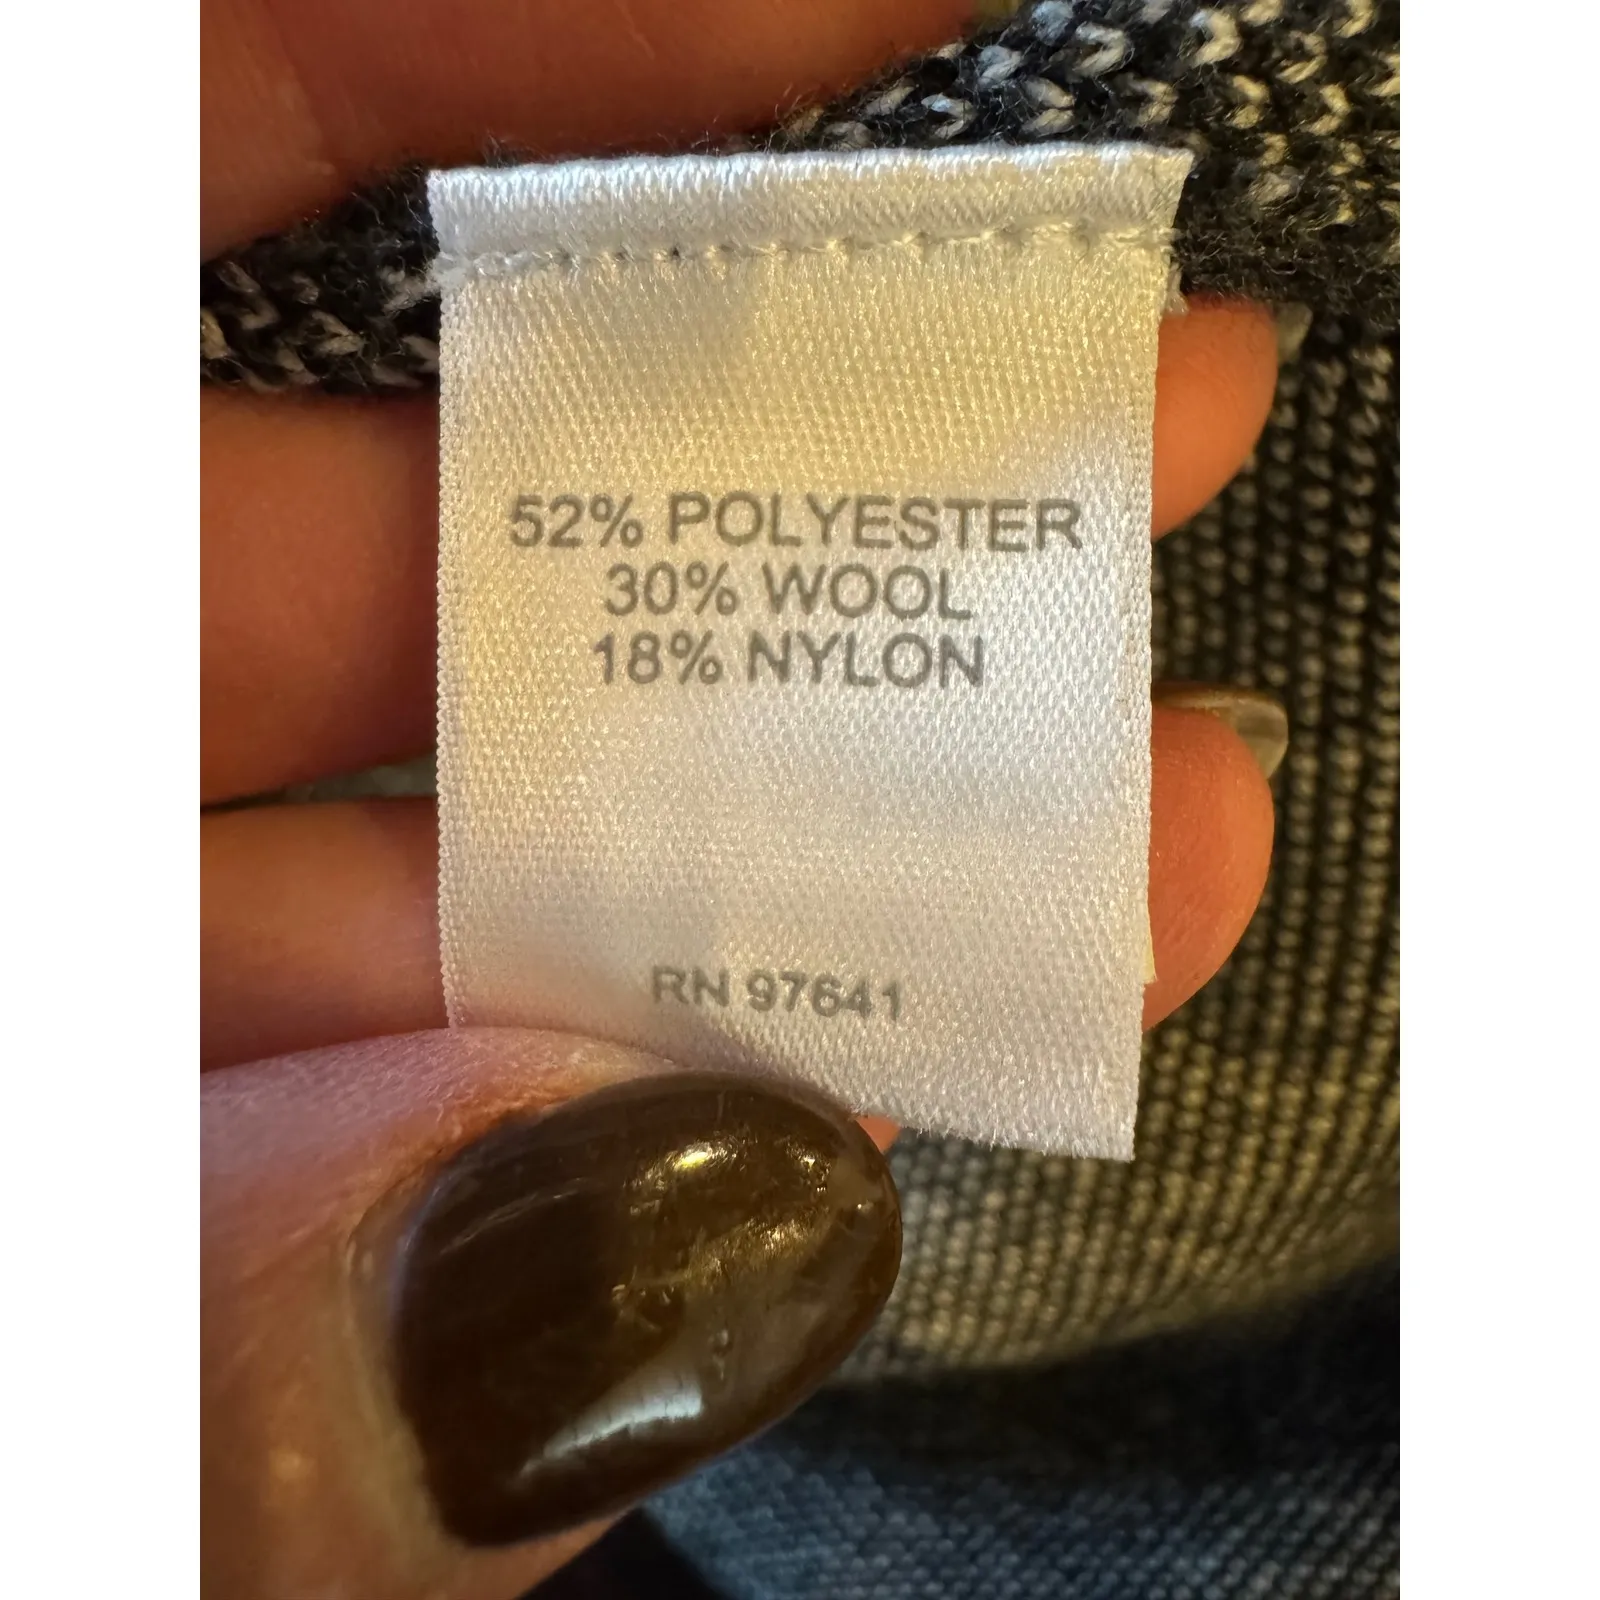 52% POLYESTER
30% WOOL
18% NYLON
RN 97641